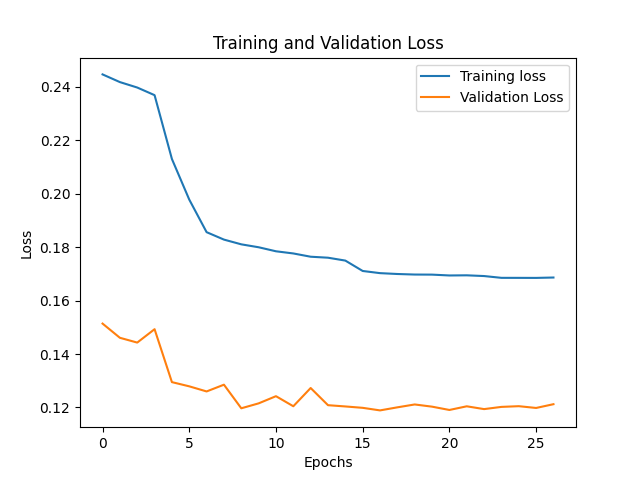 Training and Validation Loss
Training loss
Validation Loss
Loss
0.24
0.22
0.20
0.18
0.16
0.14
0.12
0 5 10 15 20 25
Epochs